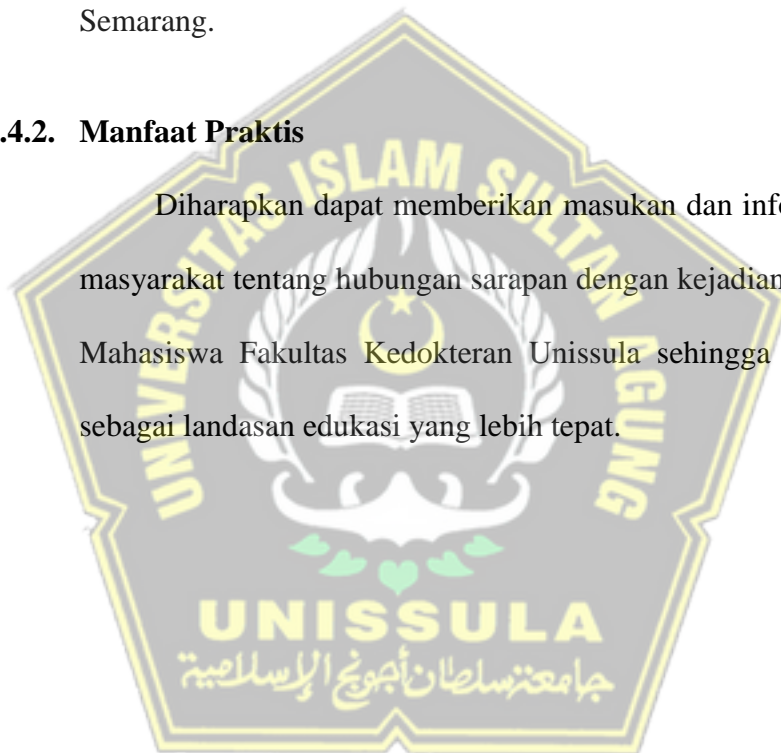 Semarang.
.4.2. Manfaat Praktis
Diharapkan dapat memberikan masukan dan info
masyarakat tentang hubungan sarapan dengan kejadian
Mahasiswa Fakultas Kedokteran Unissula sehingga
sebagai landasan edukasi yang lebih tepat.
UNIVERSITAS ISLAM SULTAN AGUNG
UNISSULA
جامعة سلطان أجونج الإسلامية